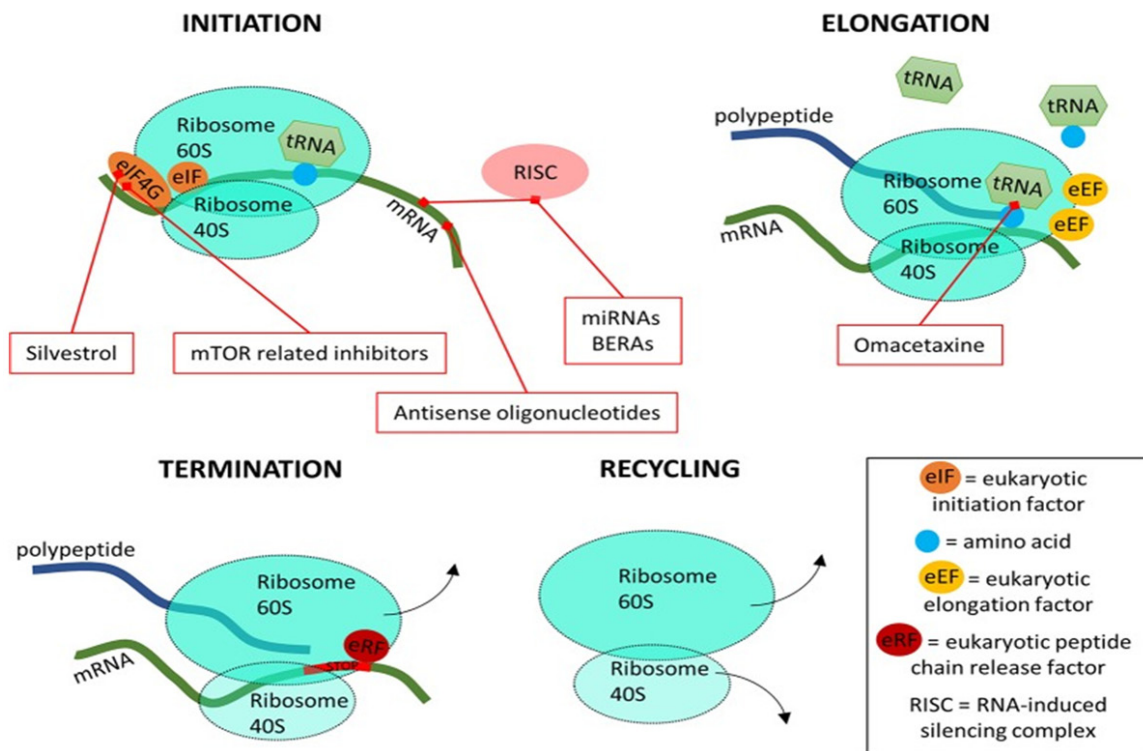 INITIATION
Ribosome
60S
tRNA
eIF4G
eIF
Ribosome
40S
mRNA
RISC
Silvestrol
mTOR related inhibitors
miRNAs
BERAs
Antisense oligonucleotides
ELONGATION
tRNA
tRNA
polypeptide
Ribosome
60S
tRNA
eEF
eEF
mRNA
Ribosome
40S
Omacetaxine
TERMINATION
polypeptide
Ribosome
60S
eRF
STOP
mRNA
Ribosome
40S
RECYCLING
Ribosome
60S
Ribosome
40S
eIF = eukaryotic
initiation factor
= amino acid
eEF = eukaryotic
elongation factor
eRF = eukaryotic peptide
chain release factor
RISC = RNA-induced
silencing complex